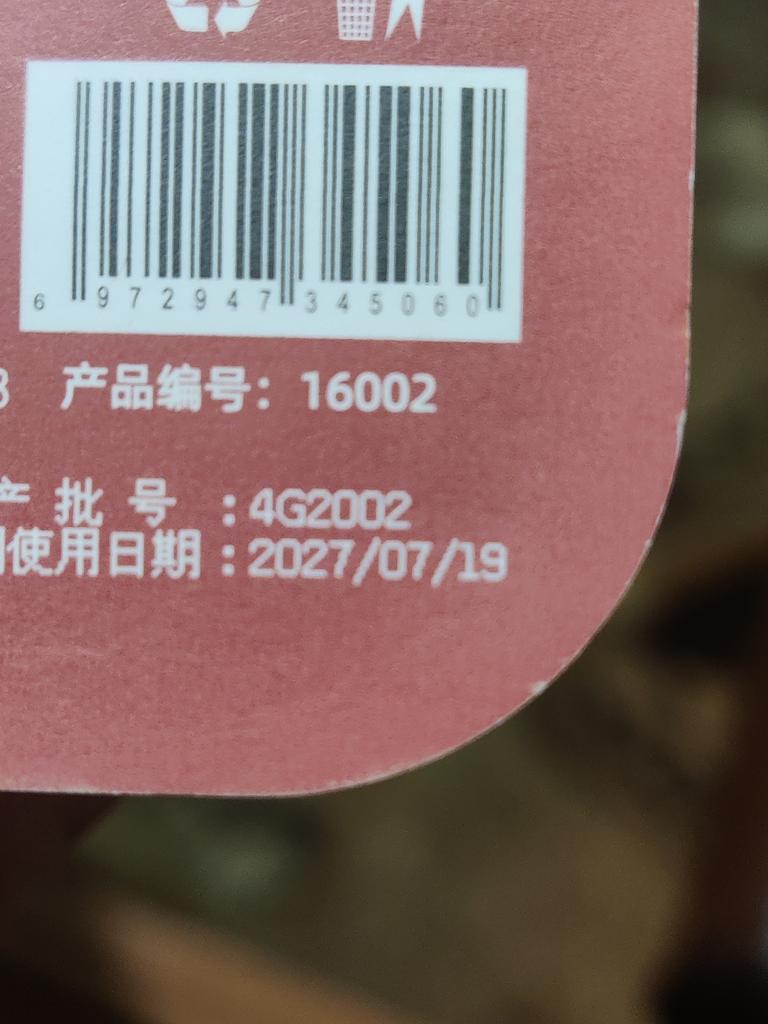 6 972947 345060
产品编号：16002
批 号 :4G2002
使用日期:2027/07/19